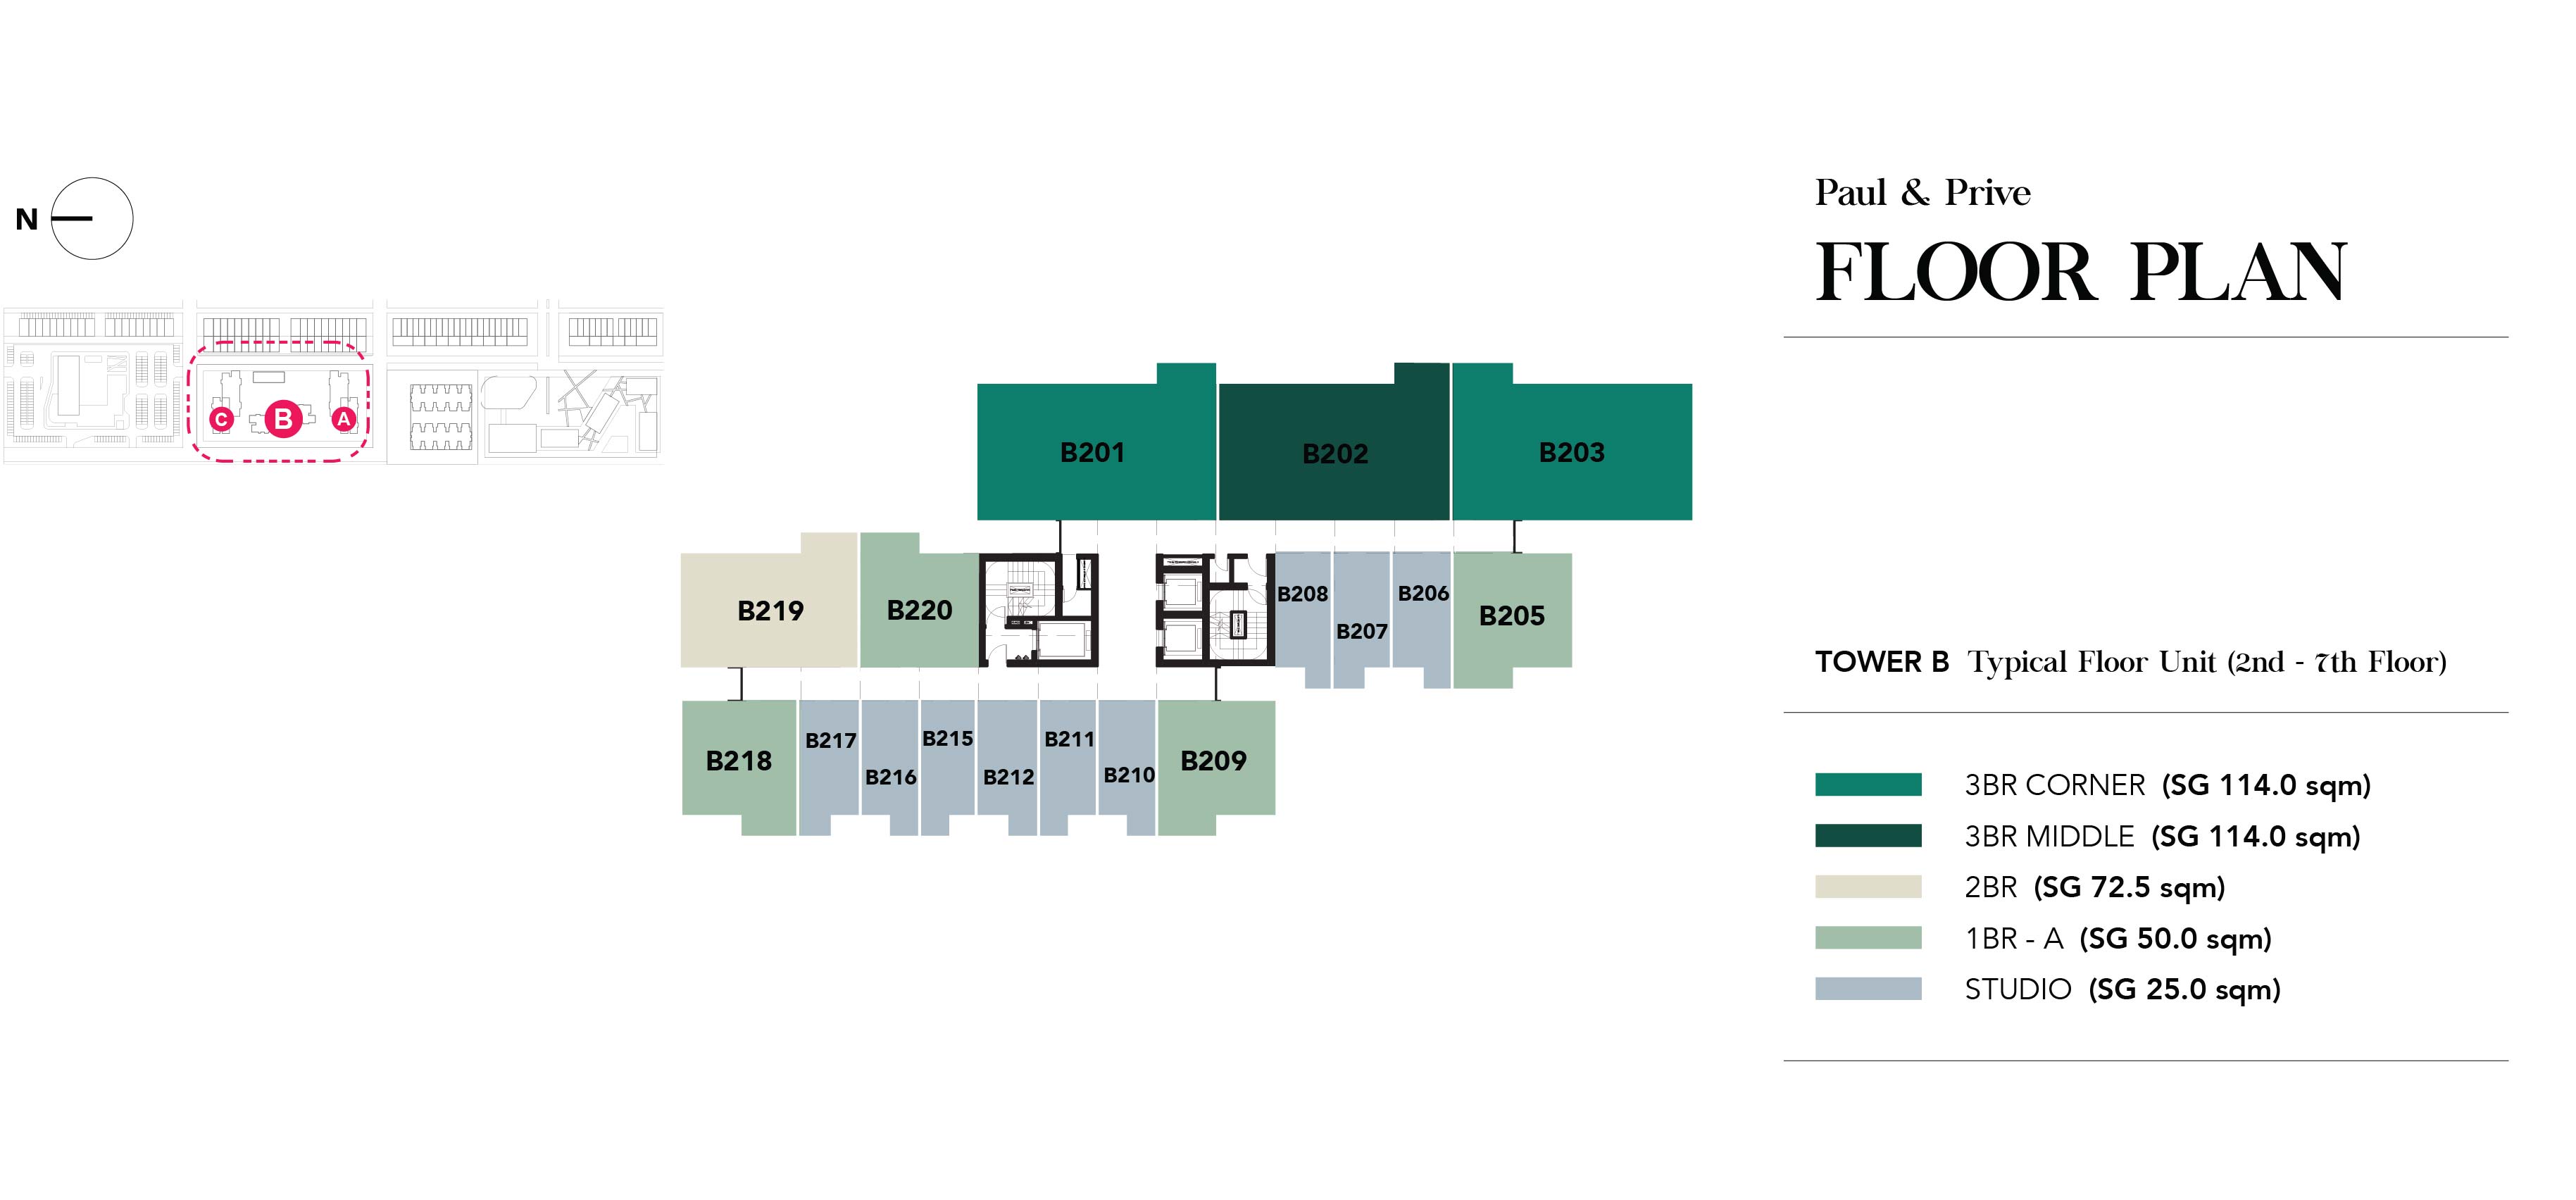 Paul & Prive
FLOOR PLAN
N
C
B
A
B201
B202
B203
B219
B220
B208
B207
B206
B205
B218
B217
B216
B215
B212
B211
B210
B209
TOWER B Typical Floor Unit (2nd - 7th Floor)
3BR CORNER (SG 114.0 sqm)
3BR MIDDLE (SG 114.0 sqm)
2BR (SG 72.5 sqm)
1BR - A (SG 50.0 sqm)
STUDIO (SG 25.0 sqm)